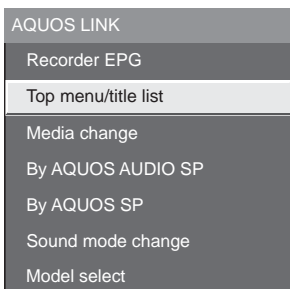 AQUOS LINK
Recorder EPG
Top menu/title list
Media change
By AQUOS AUDIO SP
By AQUOS SP
Sound mode change
Model select